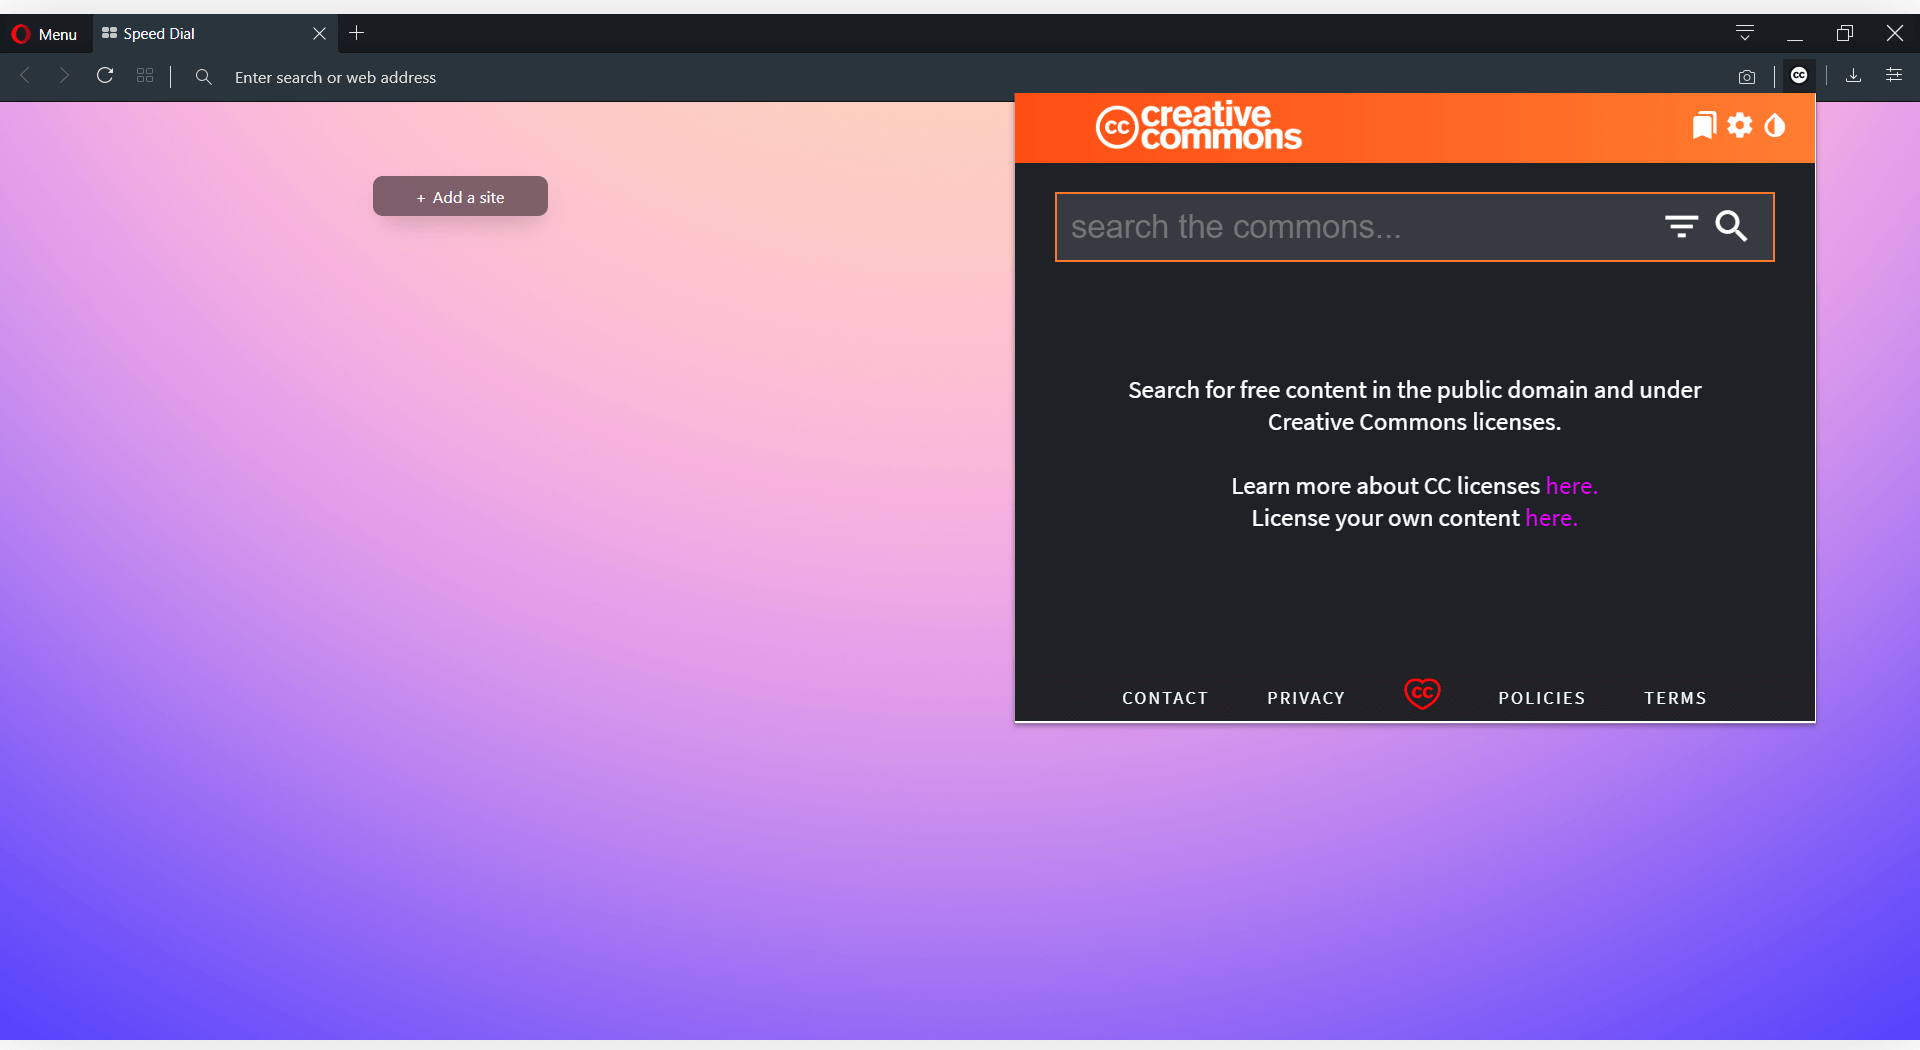 Menu
Speed Dial
Enter search or web address
cc
+ Add a site
cc creative
commons
search the commons...
Search for free content in the public domain and under
Creative Commons licenses.
Learn more about CC licenses here.
License your own content here.
CONTACT PRIVACY CC POLICIES TERMS